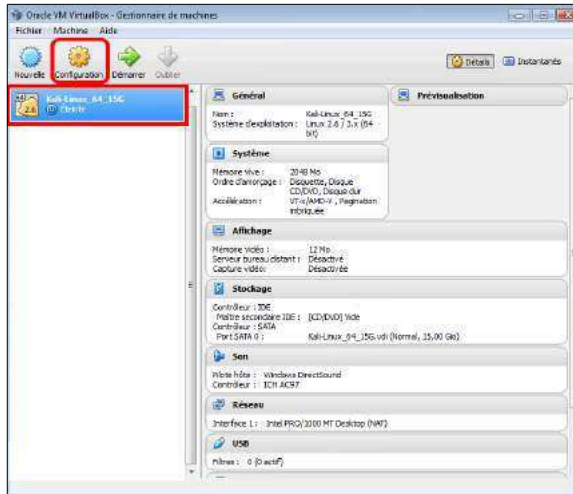 Oracle VM VirtualBox - Gestionnaire de machines
Fichier Machine Aide
Nouvelle Configuration Démarrer Oublier
Détails Instantanés
Kali-Linux_64_15G
Éteinte
2.6
Général
Nom : Kali-Linux_64_15G
Système d'exploitation : Linux 2.6 / 3.x (64
bit)
Prévisualisation
Système
Mémoire vive : 2048 Mo
Ordre d'amorçage : Disquette, Disque
CD/DVD, Disque dur
Accélération : VT-x/AMD-V , Pagination
imbriquée
Affichage
Mémoire vidéo : 12 Mo
Serveur bureau distant : Désactivé
Capture vidéo: Désactivée
Stockage
Contrôleur : IDE
Maître secondaire IDE : [CD/DVD] Vide
Contrôleur : SATA
Port SATA 0 : Kali-Linux_64_15G.vdi (Normal, 15,00 Gio)
Son
Pilote hôte : Windows DirectSound
Contrôleur : ICH AC97
Réseau
Interface 1: Intel PRO/1000 MT Desktop (NAT)
USB
Filtres : 0 (0 actif)